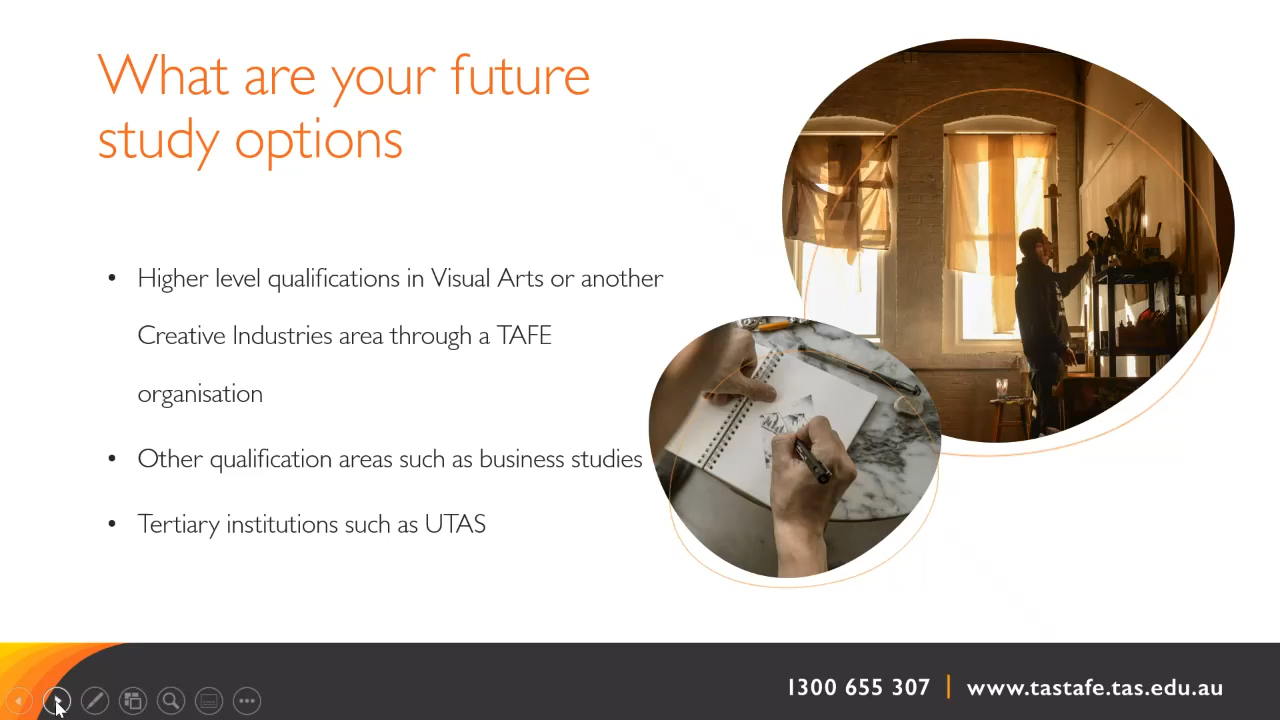 What are your future
study options
• Higher level qualifications in Visual Arts or another
Creative Industries area through a TAFE
organisation
• Other qualification areas such as business studies
• Tertiary institutions such as UTAS
1300 655 307 | www.tastafe.tas.edu.au